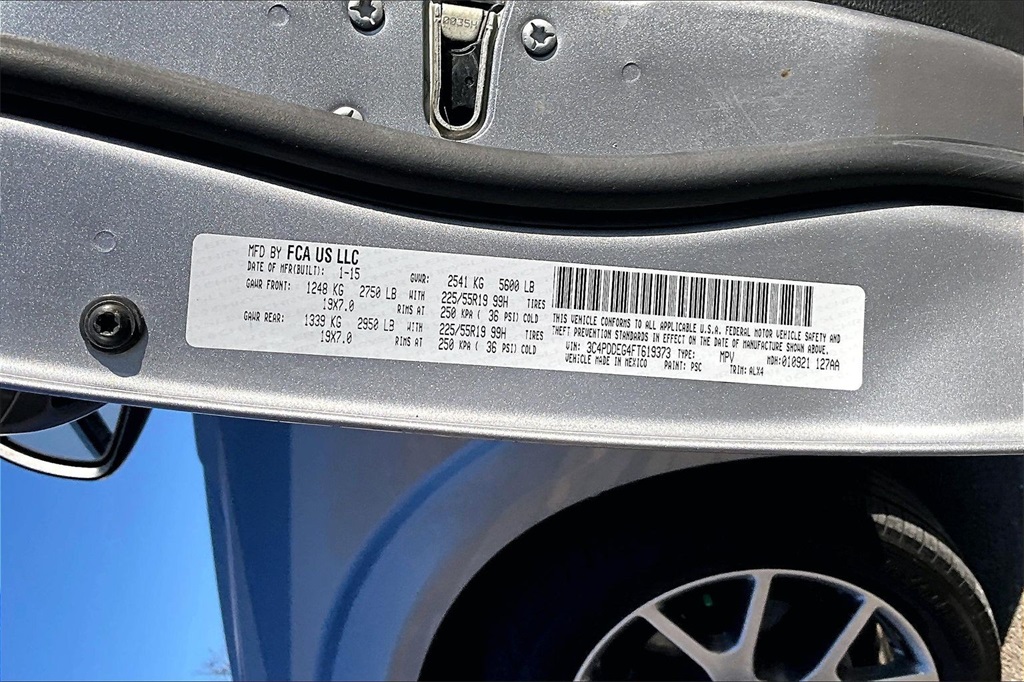 0035H
MFD BY FCA US LLC
DATE OF MFR(BUILT): 1-15 GVWR: 2541 KG 5600 LB
GAWR FRONT: 1248 KG 2750 LB WITH 225/55R19 99H TIRES
19X7.0 RIMS AT 250 KPA ( 36 PSI) COLD
GAWR REAR: 1339 KG 2950 LB WITH 225/55R19 99H TIRES
19X7.0 RIMS AT 250 KPA ( 36 PSI) COLD
THIS VEHICLE CONFORMS TO ALL APPLICABLE U.S.A. FEDERAL MOTOR VEHICLE SAFETY AND
THEFT PREVENTION STANDARDS IN EFFECT ON THE DATE OF MANUFACTURE SHOWN ABOVE.
VIN: 3C4PDDEG4FT619373 TYPE: MPV MDH:010921 127AA
VEHICLE MADE IN MEXICO PAINT: PSC TRIM: ALX4